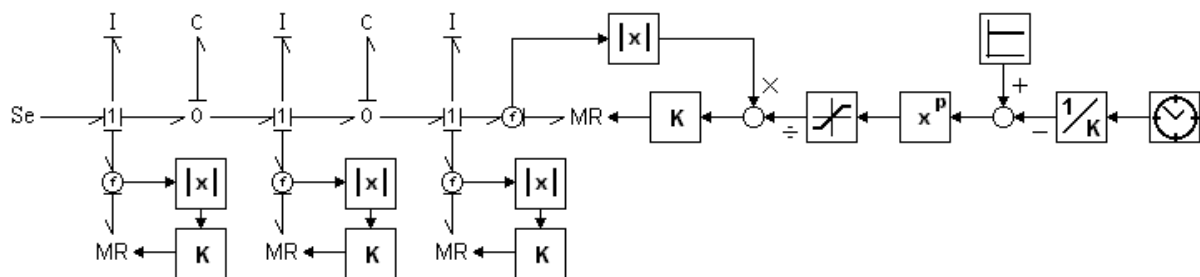 I C I C I
|x|
×
+
Se 1 0 1 0 1 f MR K ÷ x^p − 1/K
f |x| f |x| f |x|
MR K MR K MR K